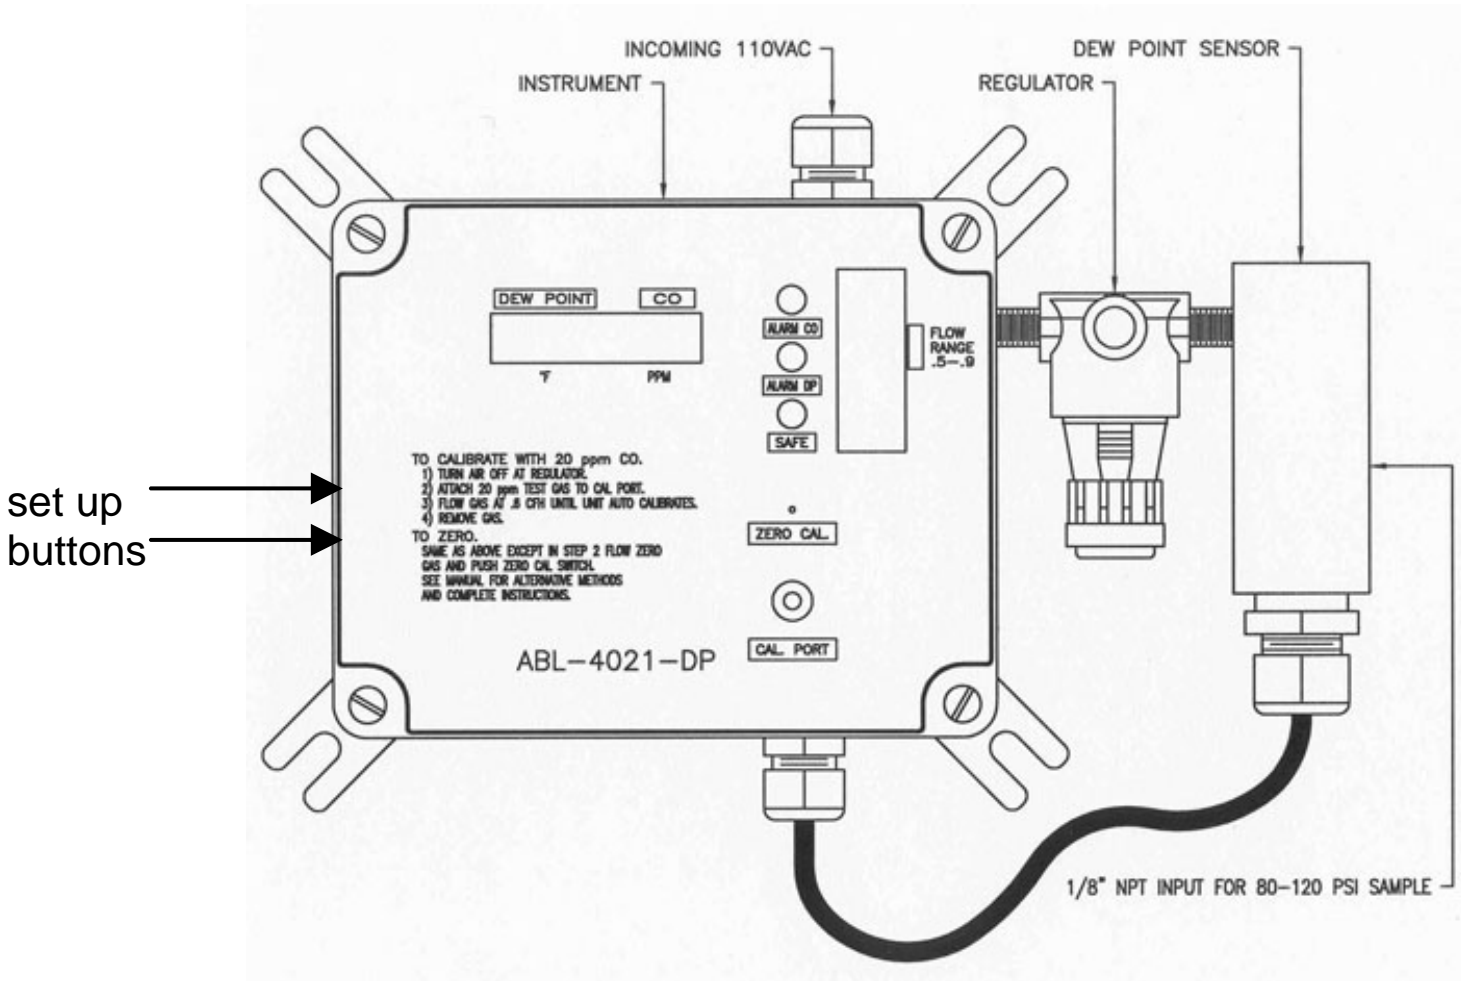 INCOMING 110VAC
DEW POINT SENSOR
INSTRUMENT
REGULATOR
DEW POINT
CO
°F
PPM
ALARM CO
ALARM DP
SAFE
FLOW
RANGE
.5-.9
TO CALIBRATE WITH 20 ppm CO.
1) TURN AIR OFF AT REGULATOR.
2) ATTACH 20 ppm TEST GAS TO CAL PORT.
3) FLOW GAS AT .6 CFH UNTIL UNIT AUTO CALIBRATES.
4) REMOVE GAS.
TO ZERO.
SAME AS ABOVE EXCEPT IN STEP 2 FLOW ZERO
GAS AND PUSH ZERO CAL SWITCH.
SEE MANUAL FOR ALTERNATIVE METHODS
AND COMPLETE INSTRUCTIONS.
set up
buttons
ZERO CAL.
CAL. PORT
ABL-4021-DP
1/8" NPT INPUT FOR 80-120 PSI SAMPLE